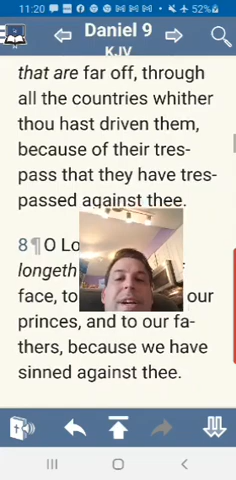 11:20
52%
Daniel 9
KJV
that are far off, through
all the countries whither
thou hast driven them,
because of their tres-
pass that they have tres-
passed against thee.
8 ¶ O Lo
longeth
face, to our
princes, and to our fa-
thers, because we have
sinned against thee.